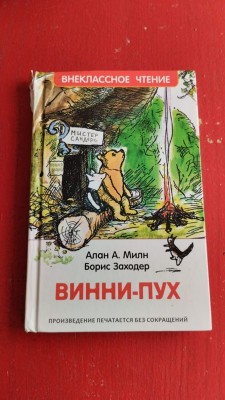 ВНЕКЛАССНОЕ ЧТЕНИЕ
МИСТЕР
САНДЕРС
Алан А. Милн
Борис Заходер
ВИННИ-ПУХ
ПРОИЗВЕДЕНИЕ ПЕЧАТАЕТСЯ БЕЗ СОКРАЩЕНИЙ